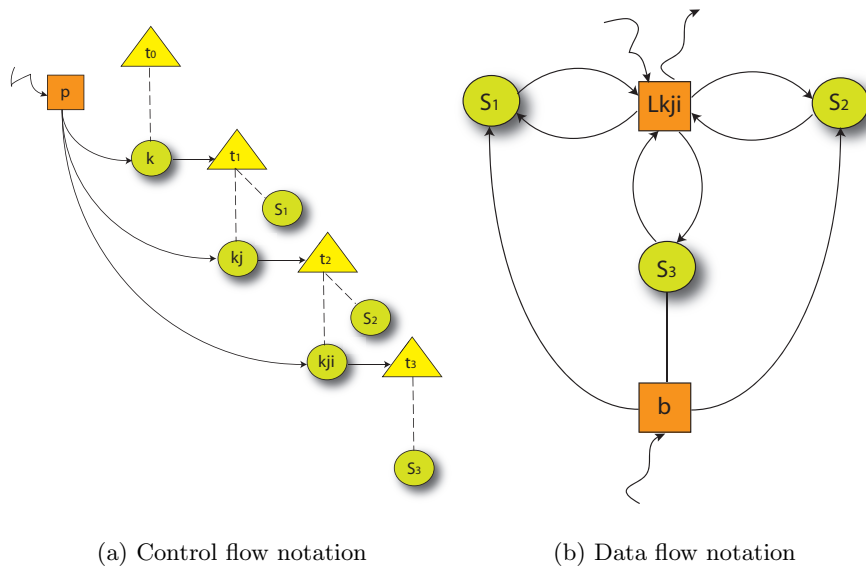 t0
p
k
t1
S1
kj
t2
S2
kji
t3
S3
S1
Lkji
S2
S3
b
(a) Control flow notation
(b) Data flow notation